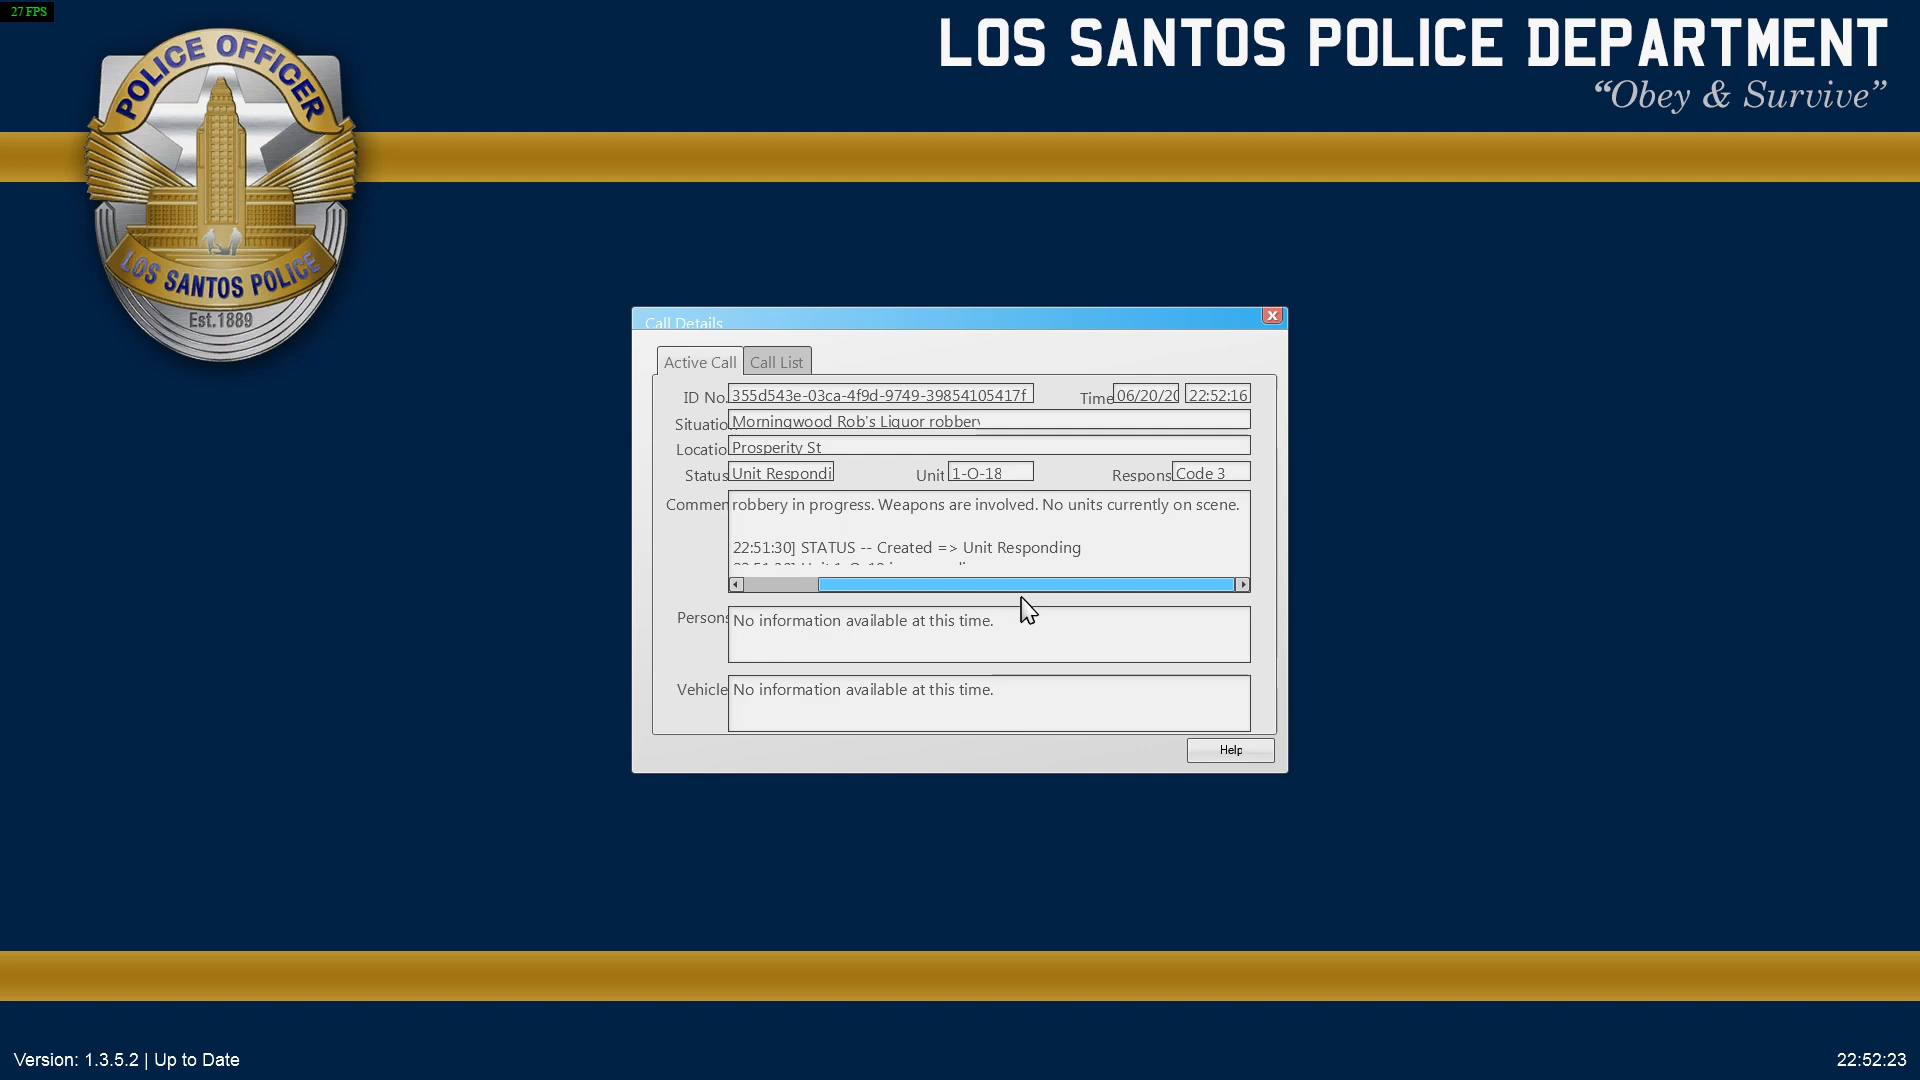 27 FPS
LOS SANTOS POLICE DEPARTMENT
“Obey & Survive”
POLICE OFFICER
LOS SANTOS POLICE
Est.1889
Call Details
Active Call Call List
ID No. 355d543e-03ca-4f9d-9749-39854105417f Time 06/20/20 22:52:16
Situatio Morningwood Rob's Liquor robbery
Locatio Prosperity St
Status Unit Respondi Unit 1-O-18 Respons Code 3
Commen robbery in progress. Weapons are involved. No units currently on scene.
22:51:30] STATUS -- Created => Unit Responding
Persons No information available at this time.
Vehicle No information available at this time.
Help
Version: 1.3.5.2 | Up to Date
22:52:23